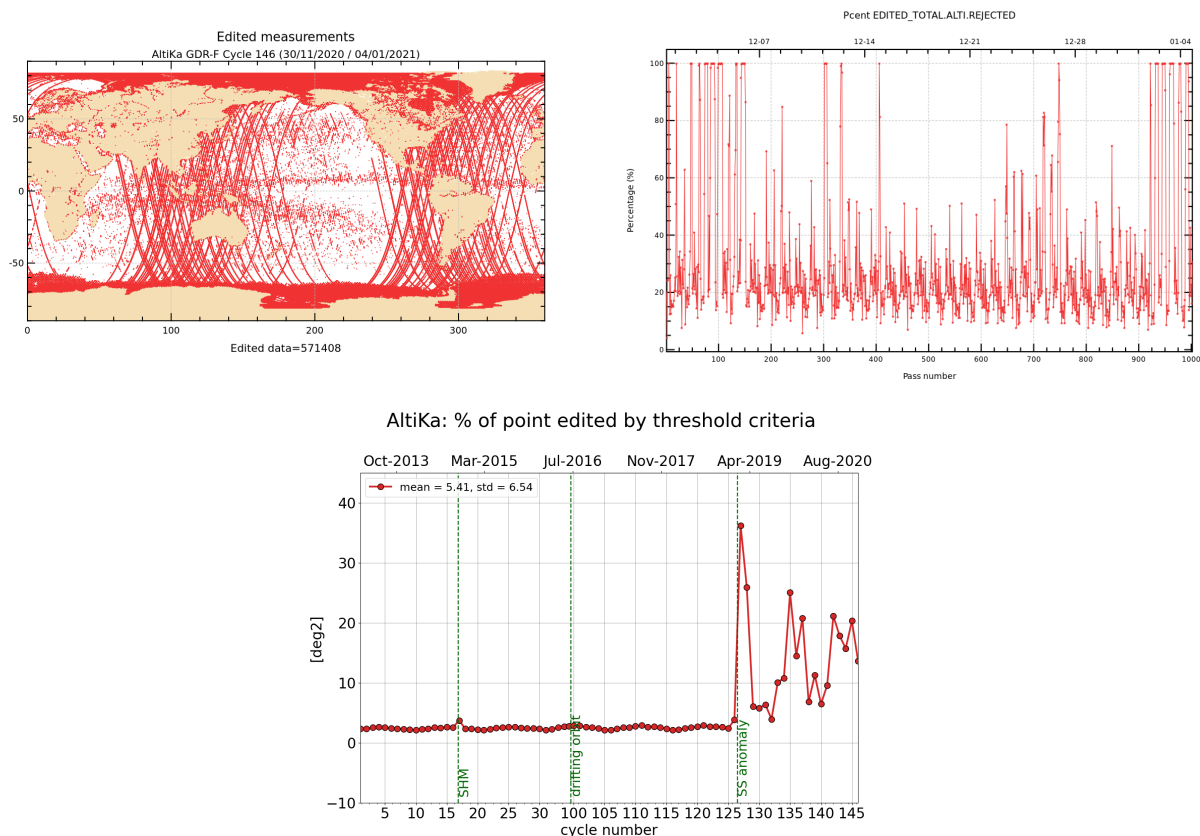 Edited measurements
AltiKa GDR-F Cycle 146 (30/11/2020 / 04/01/2021)
50
0
-50
0 100 200 300
Edited data=571408
Pcent EDITED_TOTAL.ALTI.REJECTED
12-07 12-14 12-21 12-28 01-04
Percentage (%)
100
80
60
40
20
0
100 200 300 400 500 600 700 800 900 1000
Pass number
AltiKa: % of point edited by threshold criteria
Oct-2013 Mar-2015 Jul-2016 Nov-2017 Apr-2019 Aug-2020
mean = 5.41, std = 6.54
[deg2]
40
30
20
10
0
−10
SHM
drifting orbit
SS anomaly
5 10 15 20 25 30 100 105 110 115 120 125 130 135 140 145
cycle number